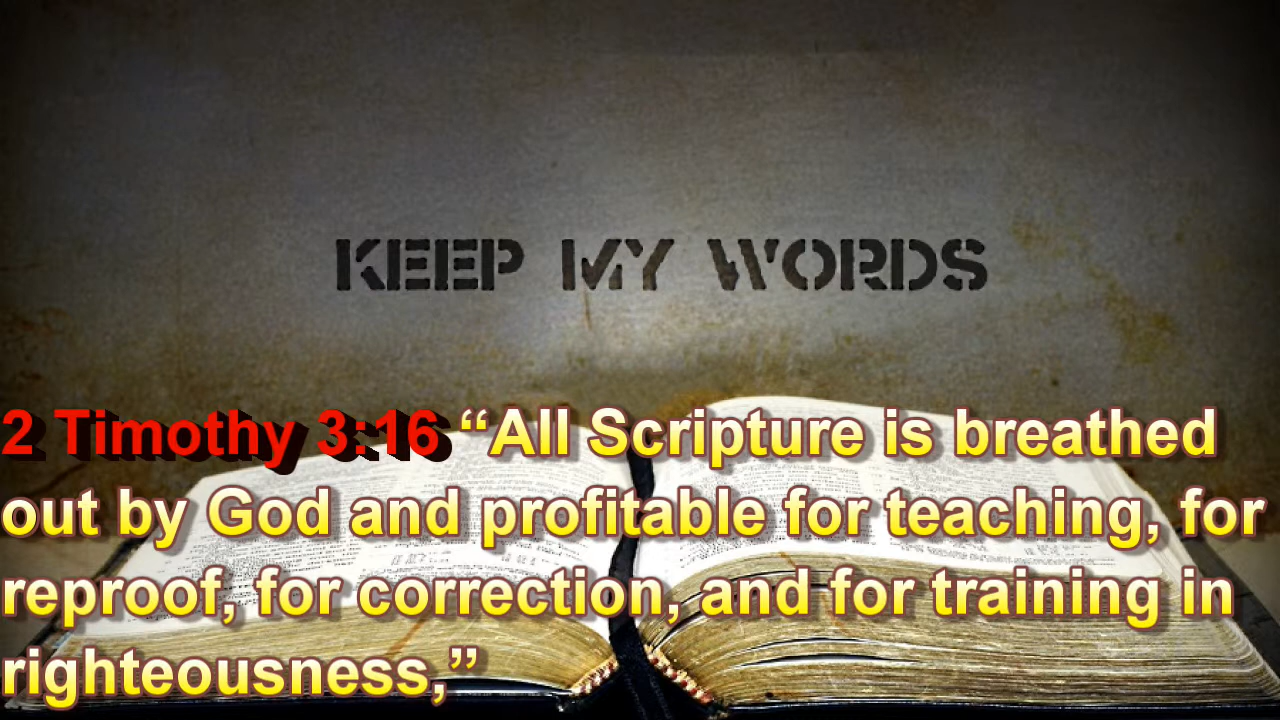 KEEP MY WORDS
2 Timothy 3:16 “All Scripture is breathed
out by God and profitable for teaching, for
reproof, for correction, and for training in
righteousness,”